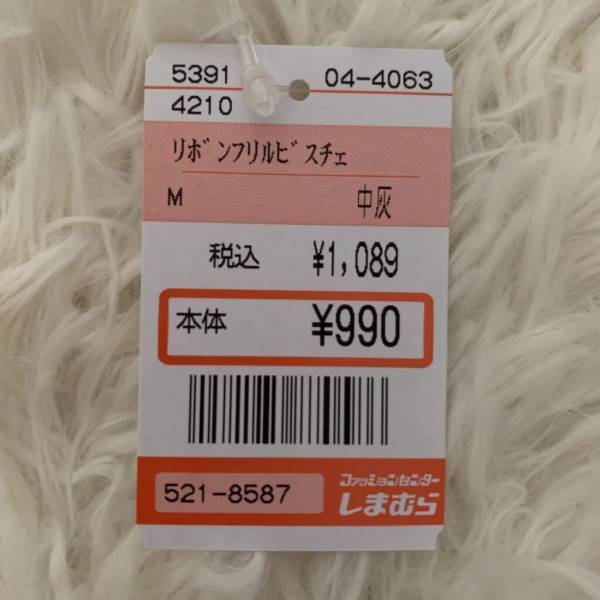 5391 04-4063
4210
ﾘﾎﾞﾝﾌﾘﾙﾋﾞｽﾁｪ
M 中灰
税込 ¥1,089
本体 ¥990
521-8587
ファッションセンター
しまむら